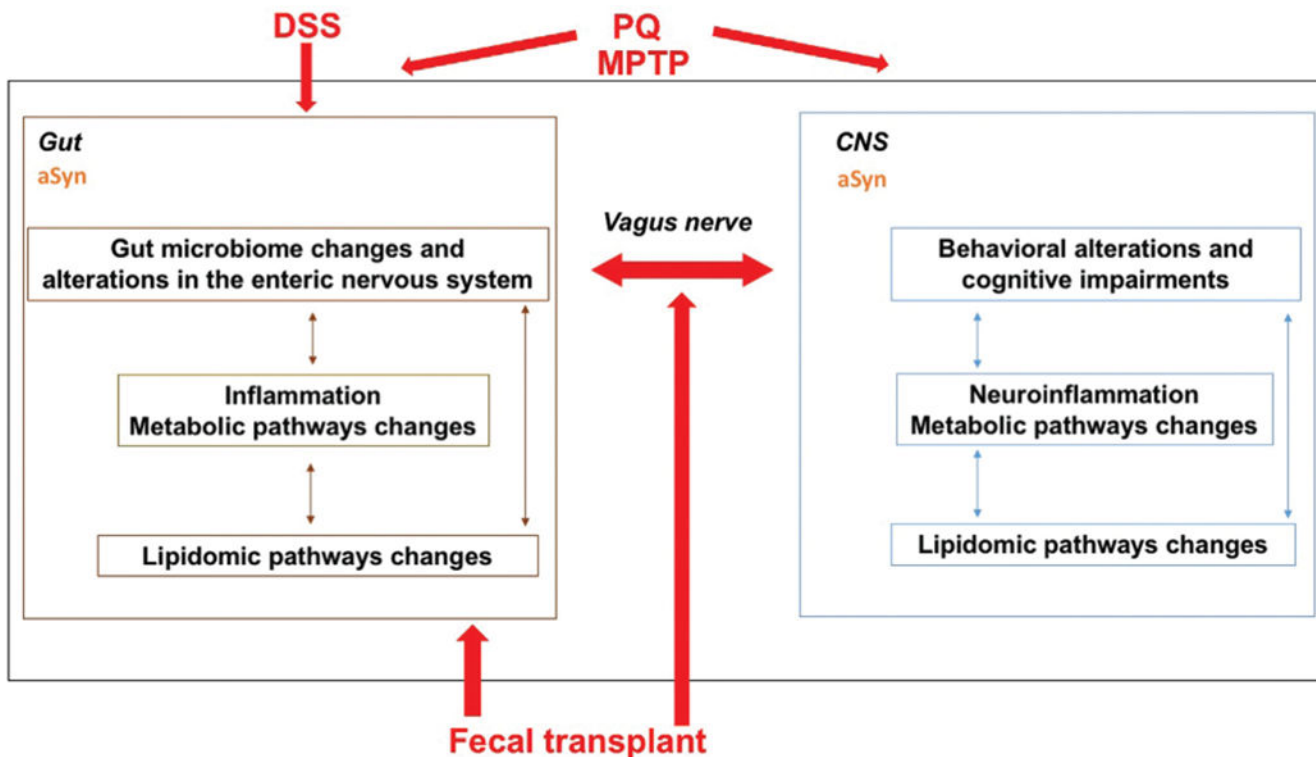 DSS
PQ
MPTP
Gut
aSyn
Gut microbiome changes and
alterations in the enteric nervous system
Inflammation
Metabolic pathways changes
Lipidomic pathways changes
Vagus nerve
CNS
aSyn
Behavioral alterations and
cognitive impairments
Neuroinflammation
Metabolic pathways changes
Lipidomic pathways changes
Fecal transplant